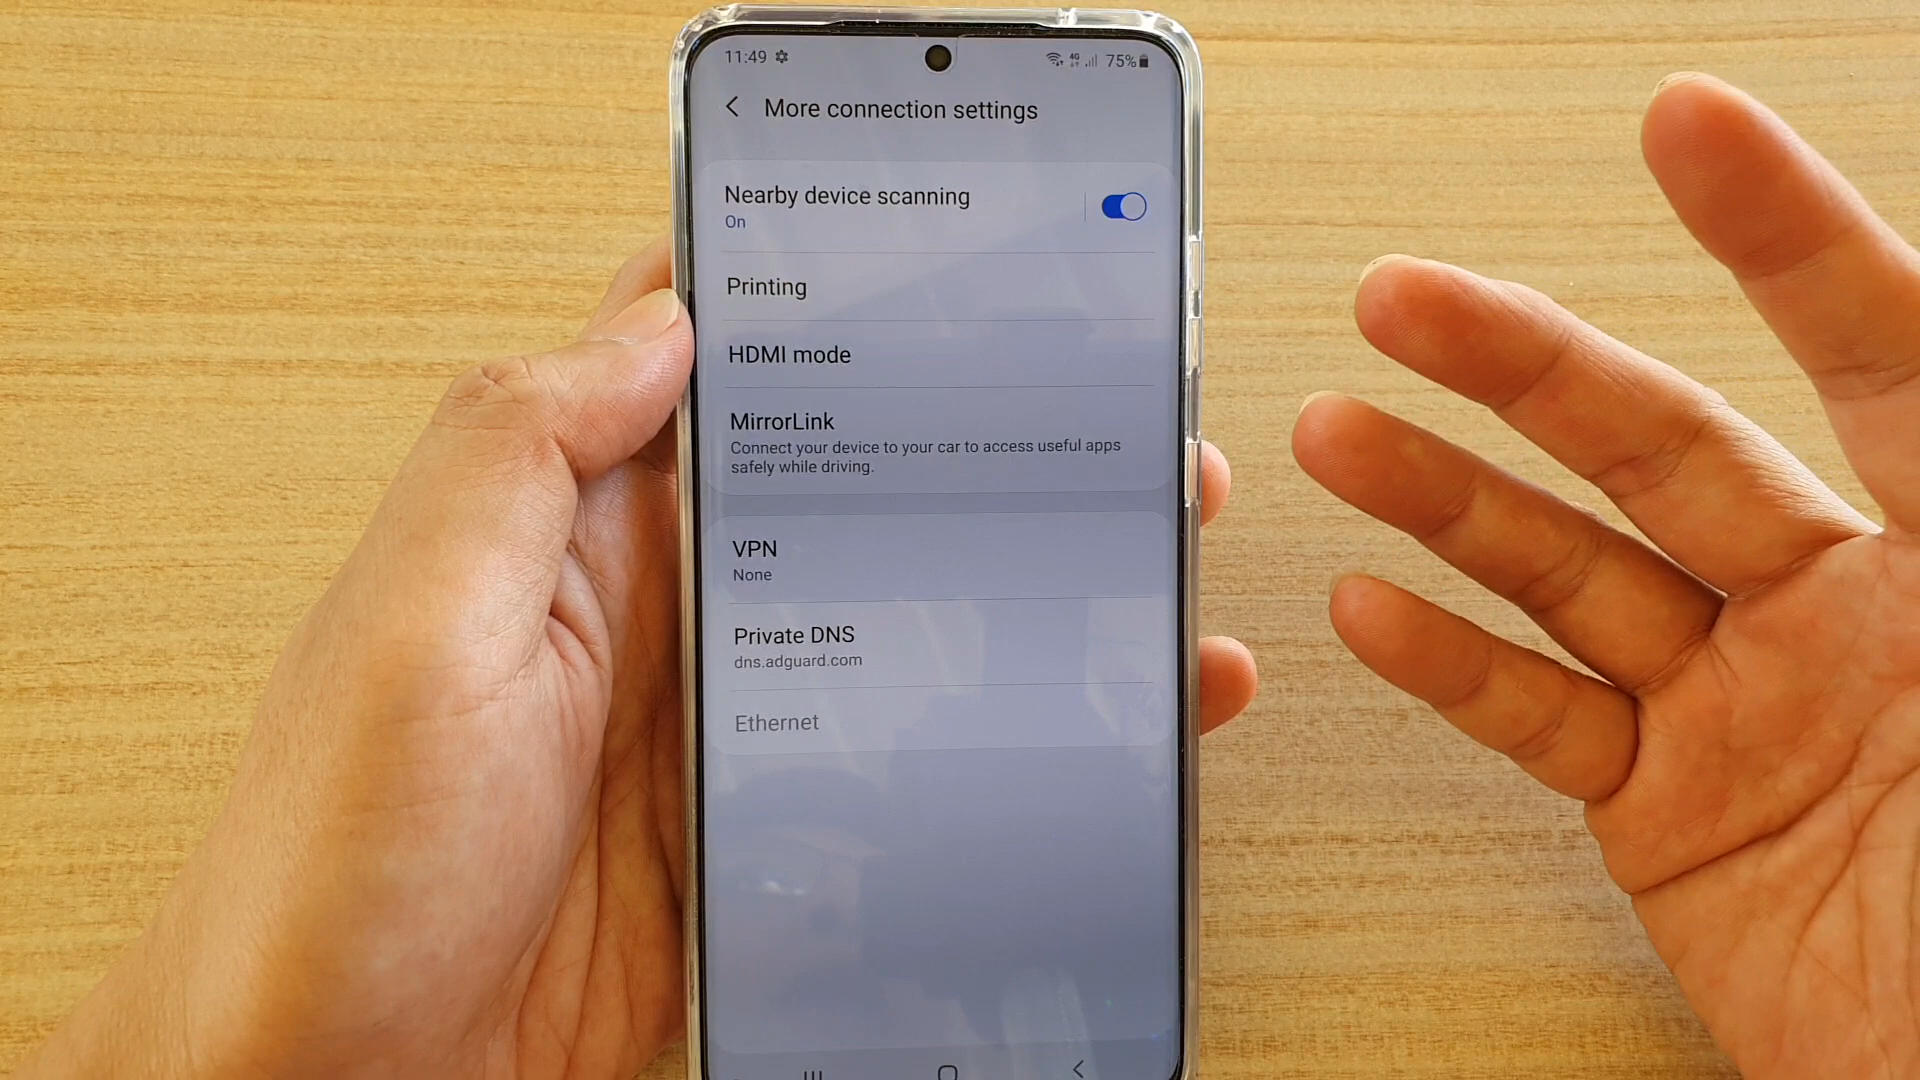 11:49 4G 75%
More connection settings
Nearby device scanning
On
Printing
HDMI mode
MirrorLink
Connect your device to your car to access useful apps
safely while driving.
VPN
None
Private DNS
dns.adguard.com
Ethernet